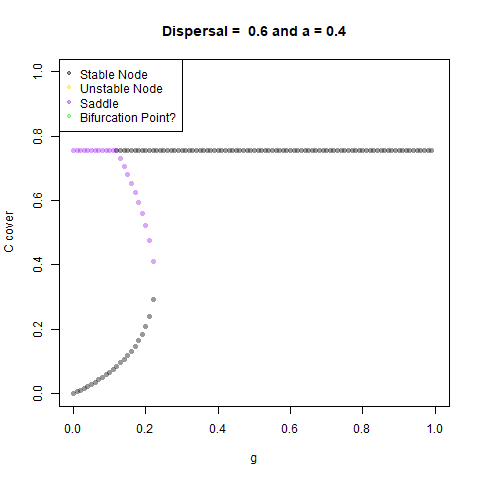 Dispersal =  0.6 and a = 0.4
Stable Node
Unstable Node
Saddle
Bifurcation Point?
C cover
1.0
0.8
0.6
0.4
0.2
0.0
0.0 0.2 0.4 0.6 0.8 1.0
g